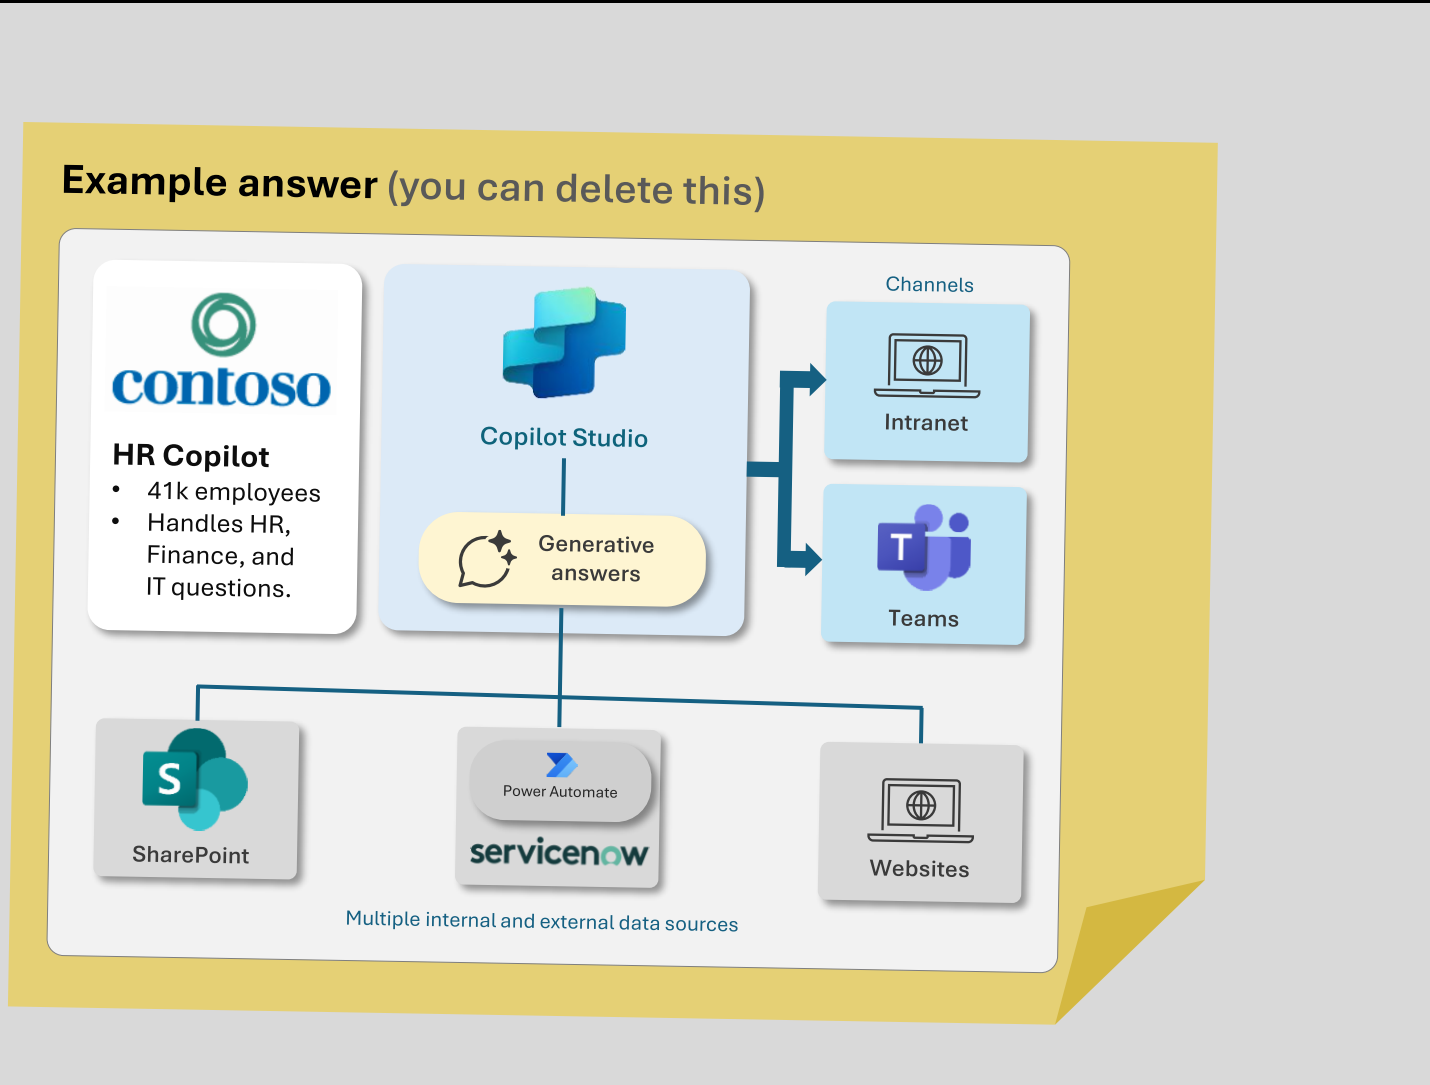 Example answer (you can delete this)
contoso
HR Copilot
• 41k employees
• Handles HR,
Finance, and
IT questions.
Copilot Studio
Generative
answers
Channels
Intranet
T
Teams
S
SharePoint
Power Automate
servicenow
Websites
Multiple internal and external data sources